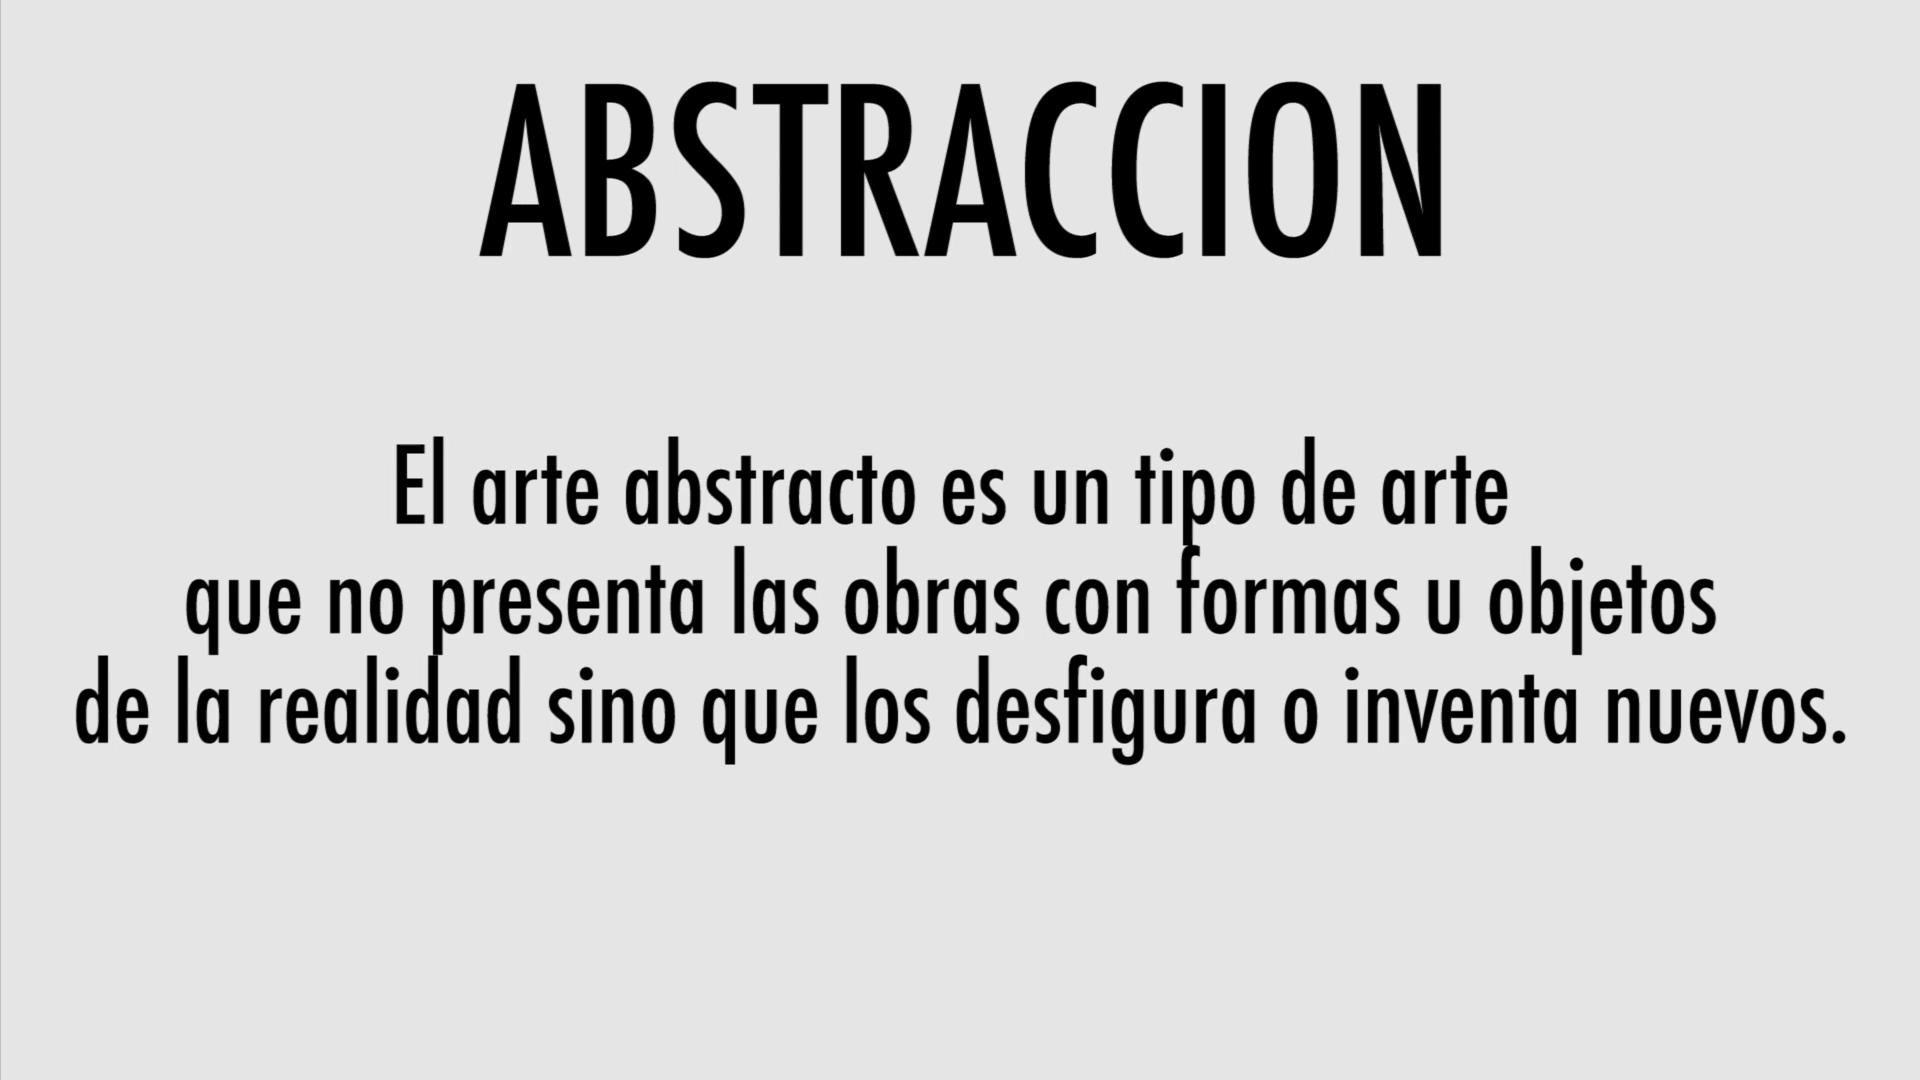 ABSTRACCION
El arte abstracto es un tipo de arte
que no presenta las obras con formas u objetos
de la realidad sino que los desfigura o inventa nuevos.